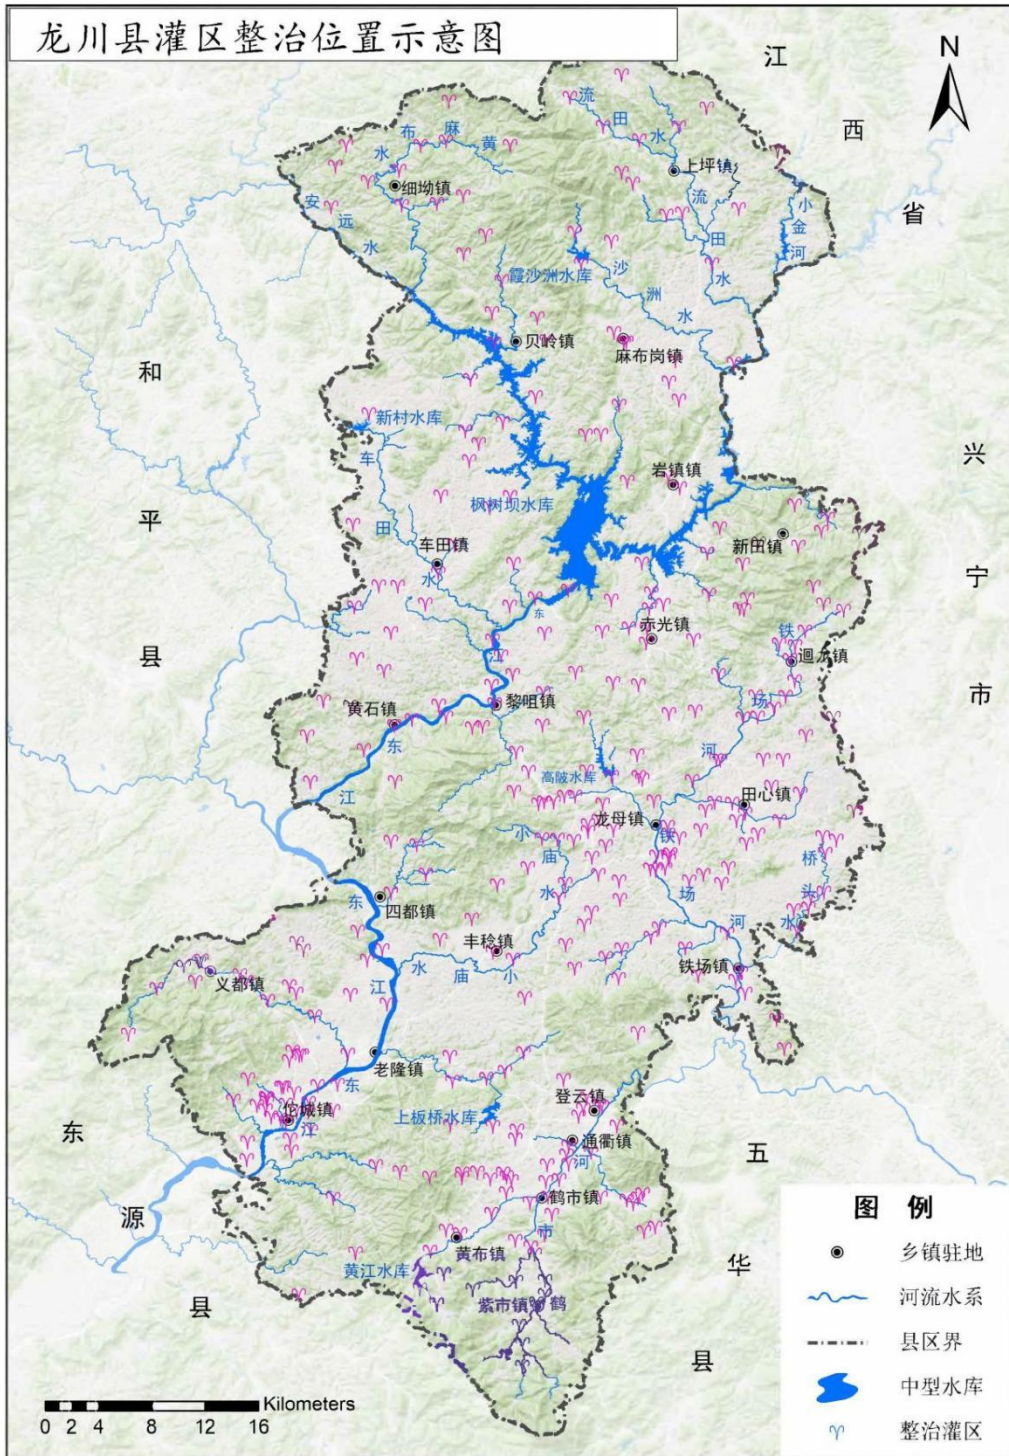 龙川县灌区整治位置示意图
N
江
西
省
流
田
水
布
麻
黄
水
上坪镇
细坳镇
安
远
水
流
田
水
小
金
河
霞沙洲水库
沙
洲
水
贝岭镇
麻布岗镇
和
平
县
新村水库
车
田
水
岩镇镇
枫树坝水库
兴
宁
市
新田镇
车田镇
东
江
赤光镇
铁
场
河
迴龙镇
黎咀镇
黄石镇
东
江
高陂水库
田心镇
龙母镇
铁
场
河
小
庙
水
桥
头
水
四都镇
东
江
丰稔镇
水
庙
小
铁场镇
义都镇
老隆镇
东
江
登云镇
佗城镇
上板桥水库
通衢镇
河
东
源
县
五
华
县
鹤市镇
市
黄布镇
黄江水库
紫市镇
鹤
图 例
乡镇驻地
河流水系
县区界
中型水库
整治灌区
Kilometers
0 2 4 8 12 16